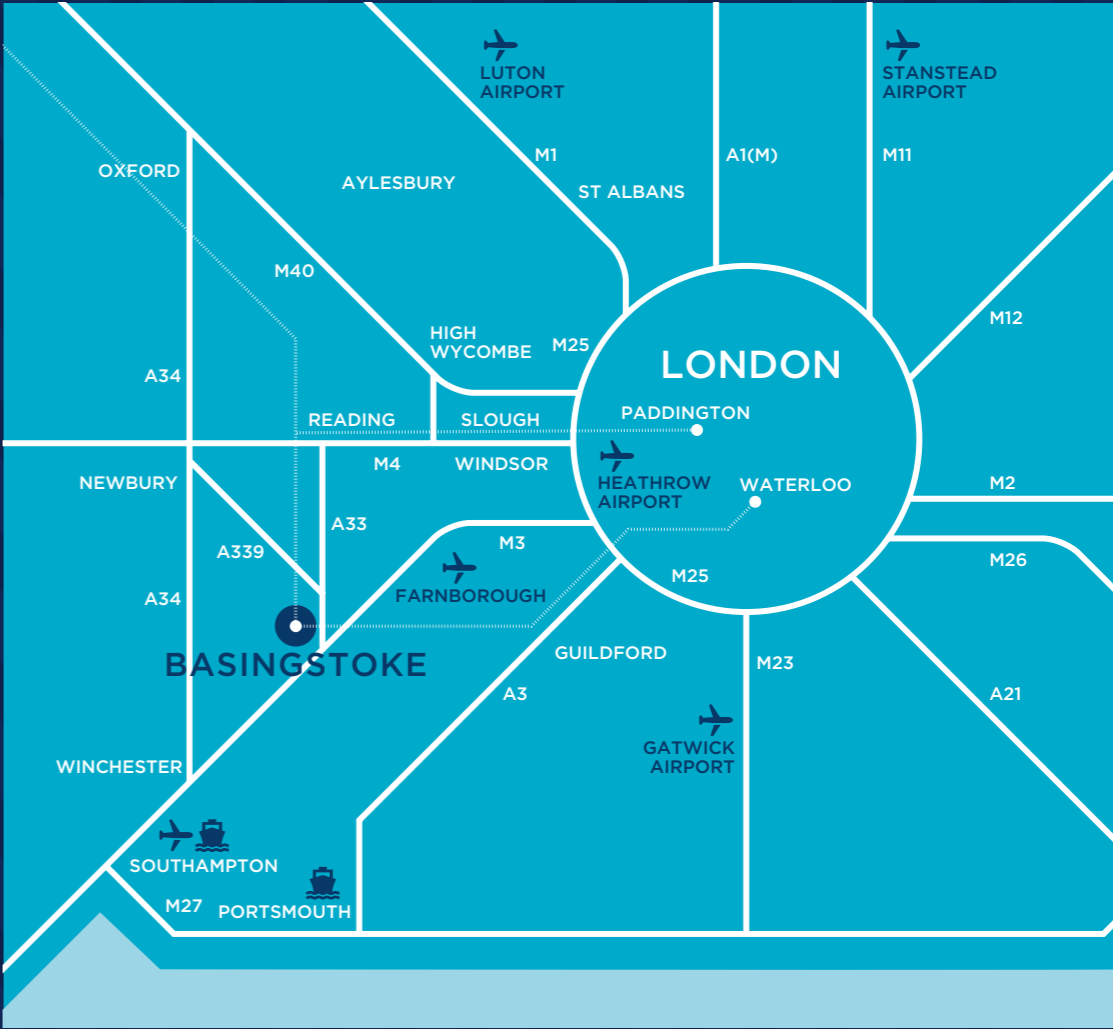 LUTON
AIRPORT
STANSTEAD
AIRPORT
M1
A1(M)
M11
OXFORD
AYLESBURY
ST ALBANS
M40
M12
HIGH
WYCOMBE
M25
LONDON
A34
PADDINGTON
READING
SLOUGH
M4
WINDSOR
HEATHROW
AIRPORT
WATERLOO
NEWBURY
M2
A33
A339
M3
M26
FARNBOROUGH
M25
A34
BASINGSTOKE
GUILDFORD
M23
A3
A21
GATWICK
AIRPORT
WINCHESTER
SOUTHAMPTON
M27
PORTSMOUTH